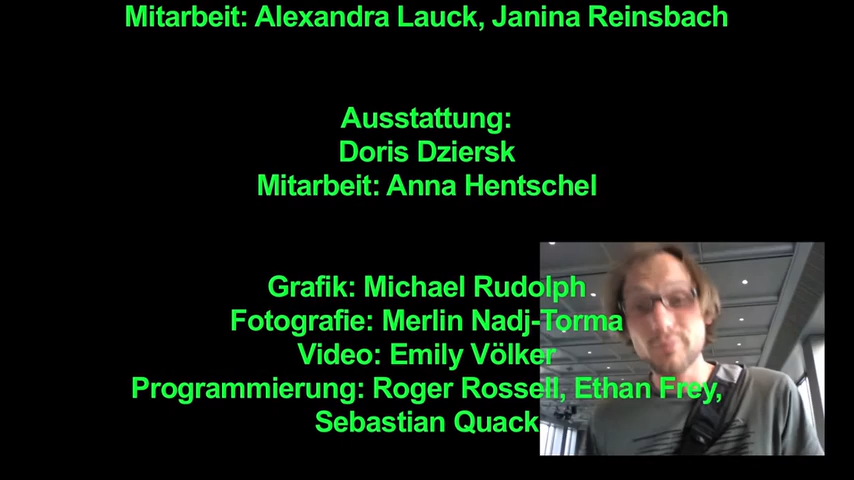 Mitarbeit: Alexandra Lauck, Janina Reinsbach
Ausstattung:
Doris Dziersk
Mitarbeit: Anna Hentschel
Grafik: Michael Rudolph
Fotografie: Merlin Nadj-Torma
Video: Emily Völker
Programmierung: Roger Rossell, Ethan Frey,
Sebastian Quack